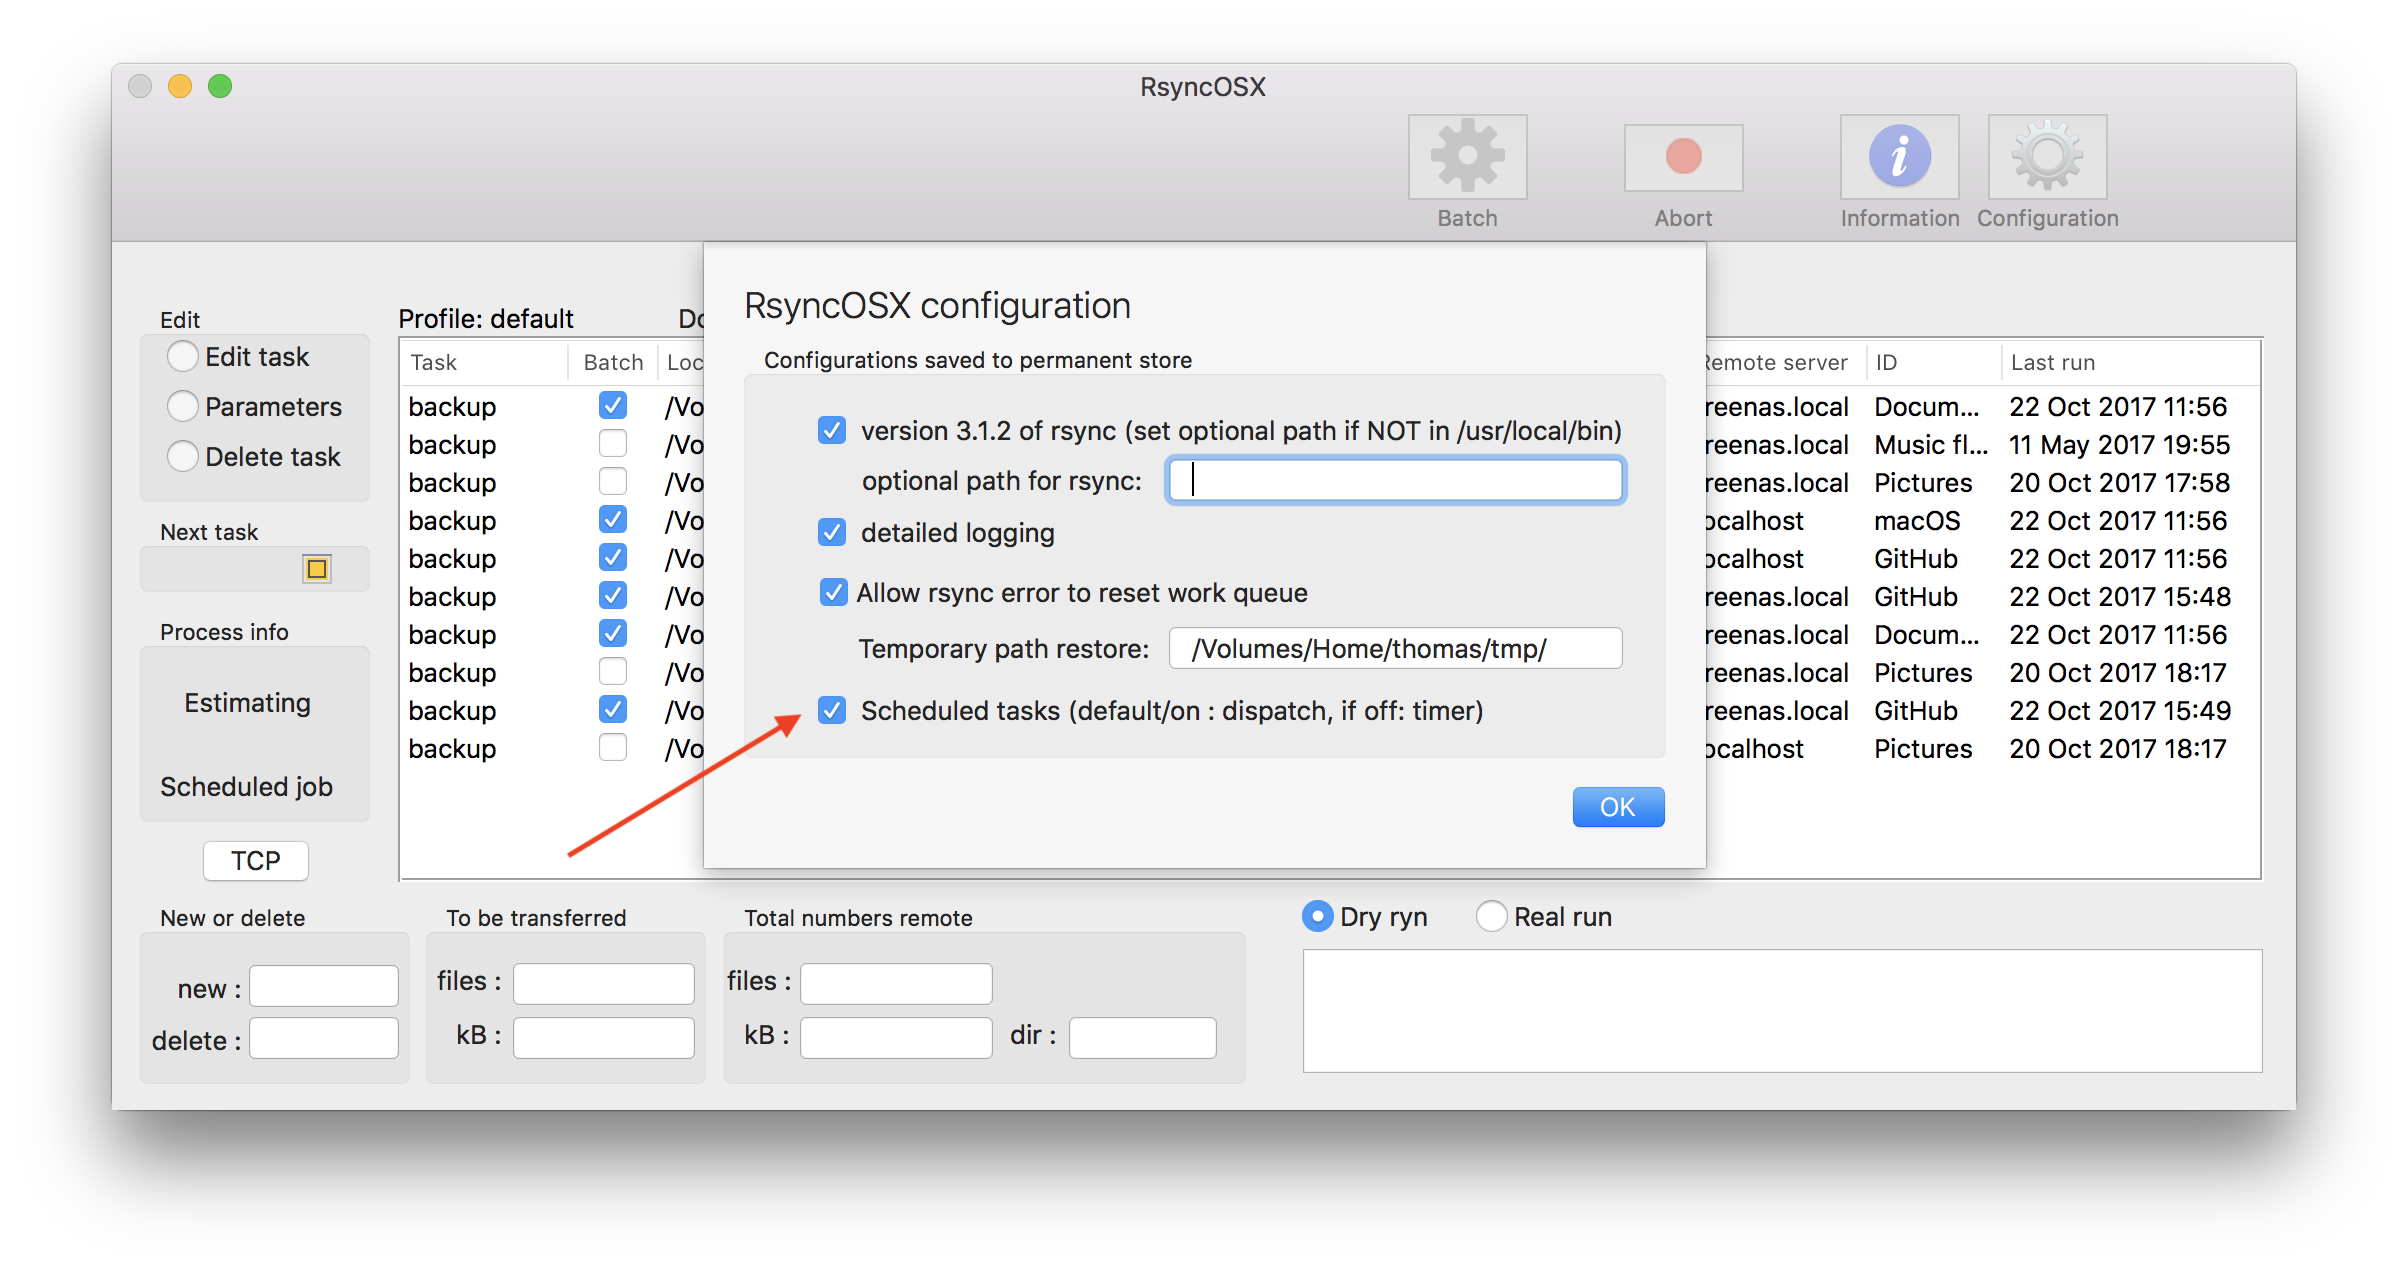 RsyncOSX
Batch
Abort
Information
Configuration
RsyncOSX configuration
Configurations saved to permanent store
version 3.1.2 of rsync (set optional path if NOT in /usr/local/bin)
optional path for rsync:
detailed logging
Allow rsync error to reset work queue
Temporary path restore: /Volumes/Home/thomas/tmp/
Scheduled tasks (default/on : dispatch, if off: timer)
OK
Edit
Edit task
Parameters
Delete task
Next task
Process info
Estimating
Scheduled job
TCP
Profile: default
Task Batch Loc Remote server ID Last run
backup /Vo reenas.local Docum... 22 Oct 2017 11:56
backup /Vo reenas.local Music fl... 11 May 2017 19:55
backup /Vo reenas.local Pictures 20 Oct 2017 17:58
backup /Vo ocalhost macOS 22 Oct 2017 11:56
backup /Vo ocalhost GitHub 22 Oct 2017 11:56
backup /Vo reenas.local GitHub 22 Oct 2017 15:48
backup /Vo reenas.local Docum... 22 Oct 2017 11:56
backup /Vo reenas.local Pictures 20 Oct 2017 18:17
backup /Vo reenas.local GitHub 22 Oct 2017 15:49
backup /Vo ocalhost Pictures 20 Oct 2017 18:17
New or delete
new :
delete :
To be transferred
files :
kB :
Total numbers remote
files :
kB :
dir :
Dry ryn
Real run